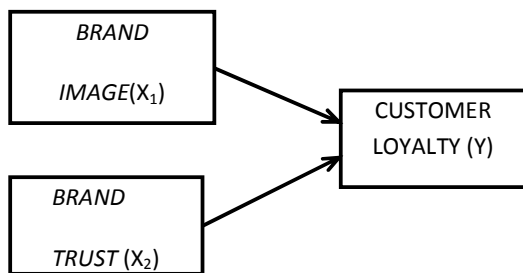 BRAND
IMAGE(X₁)
CUSTOMER
LOYALTY (Y)
BRAND
TRUST (X₂)